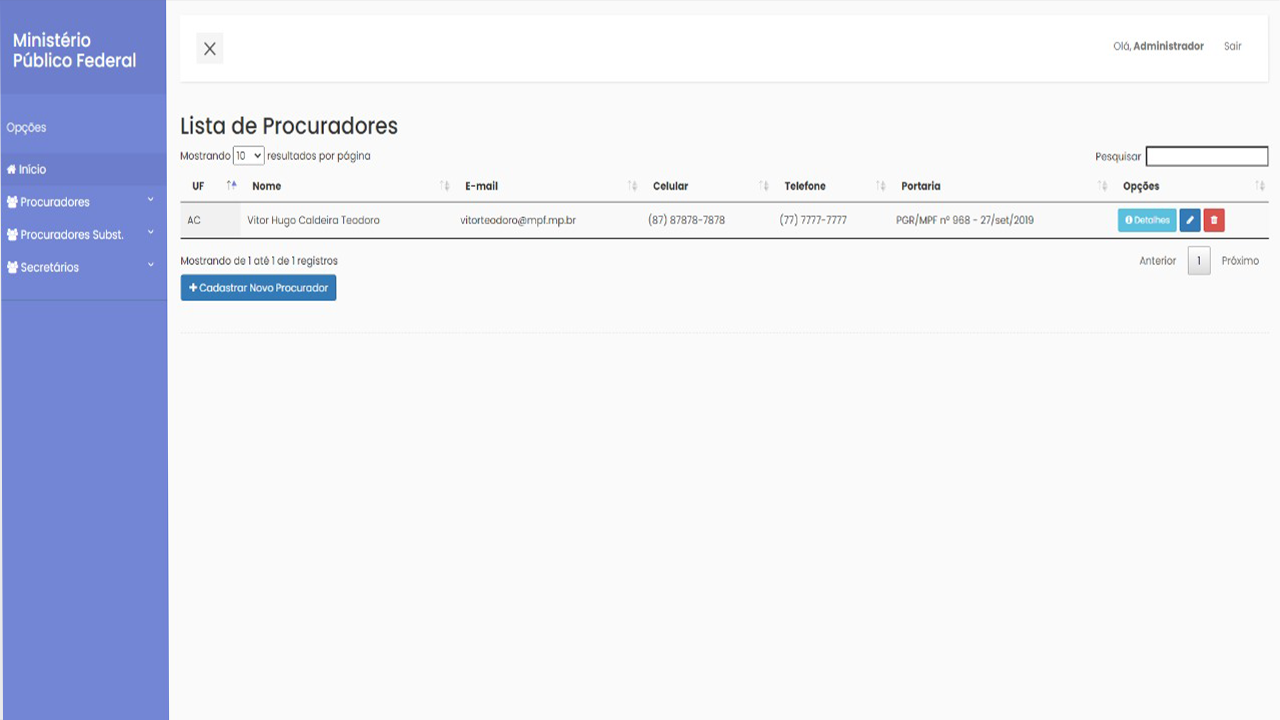 Ministério
Público Federal
Olá, Administrador Sair
Opções
Início
Procuradores
Procuradores Subst.
Secretários
Lista de Procuradores
Mostrando 10 resultados por página
Pesquisar
UF Nome E-mail Celular Telefone Portaria Opções
AC Vitor Hugo Caldeira Teodoro vitorteodoro@mpf.mp.br (87) 87878-7878 (77) 7777-7777 PGR/MPF nº 968 - 27/set/2019 Detalhes
Mostrando de 1 até 1 de 1 registros
Anterior 1 Próximo
Cadastrar Novo Procurador